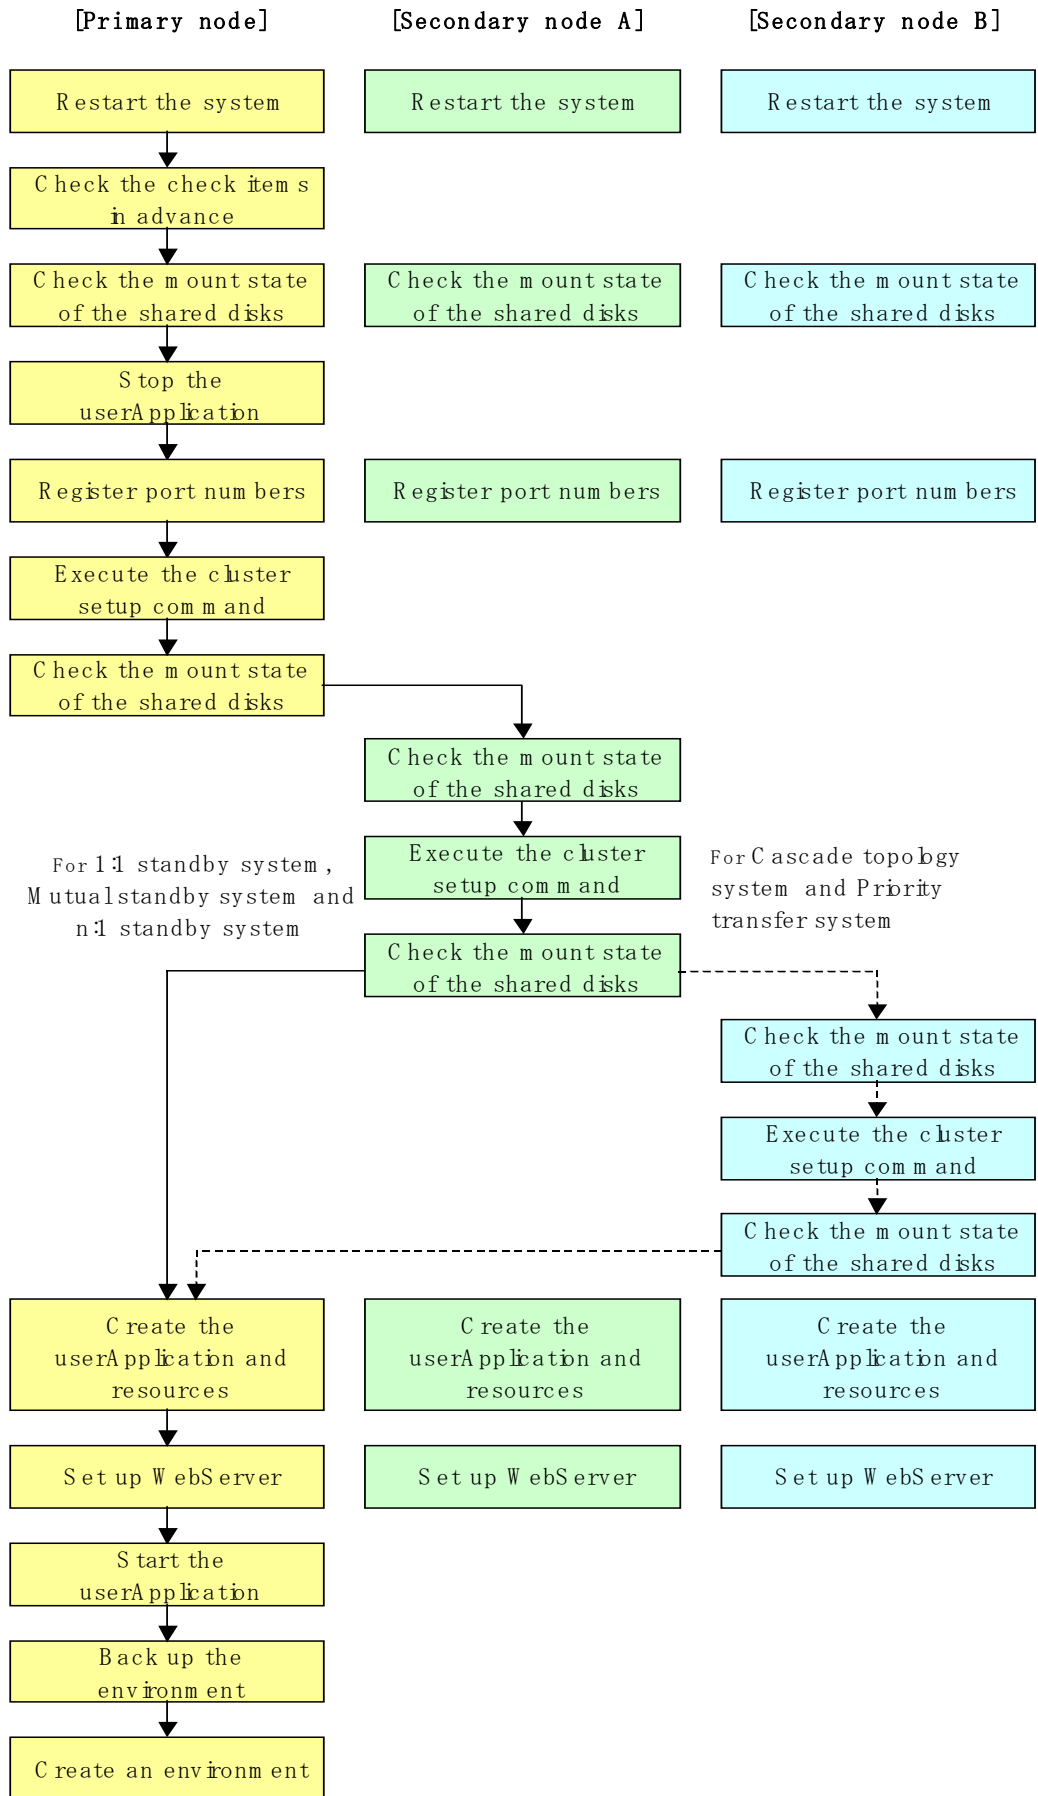 [Primary node] [Secondary node A] [Secondary node B]
Restart the system
Restart the system
Restart the system
Check the check items
in advance
Check the mount state
of the shared disks
Check the mount state
of the shared disks
Check the mount state
of the shared disks
Stop the
userApplication
Register port numbers
Register port numbers
Register port numbers
Execute the cluster
setup command
Check the mount state
of the shared disks
Check the mount state
of the shared disks
Execute the cluster
setup command
For 1:1 standby system,
Mutual standby system and
n:1 standby system
For Cascade topology
system and Priority
transfer system
Check the mount state
of the shared disks
Check the mount state
of the shared disks
Execute the cluster
setup command
Check the mount state
of the shared disks
Create the
userApplication and
resources
Create the
userApplication and
resources
Create the
userApplication and
resources
Set up WebServer
Set up WebServer
Set up WebServer
Start the
userApplication
Back up the
environment
Create an environment